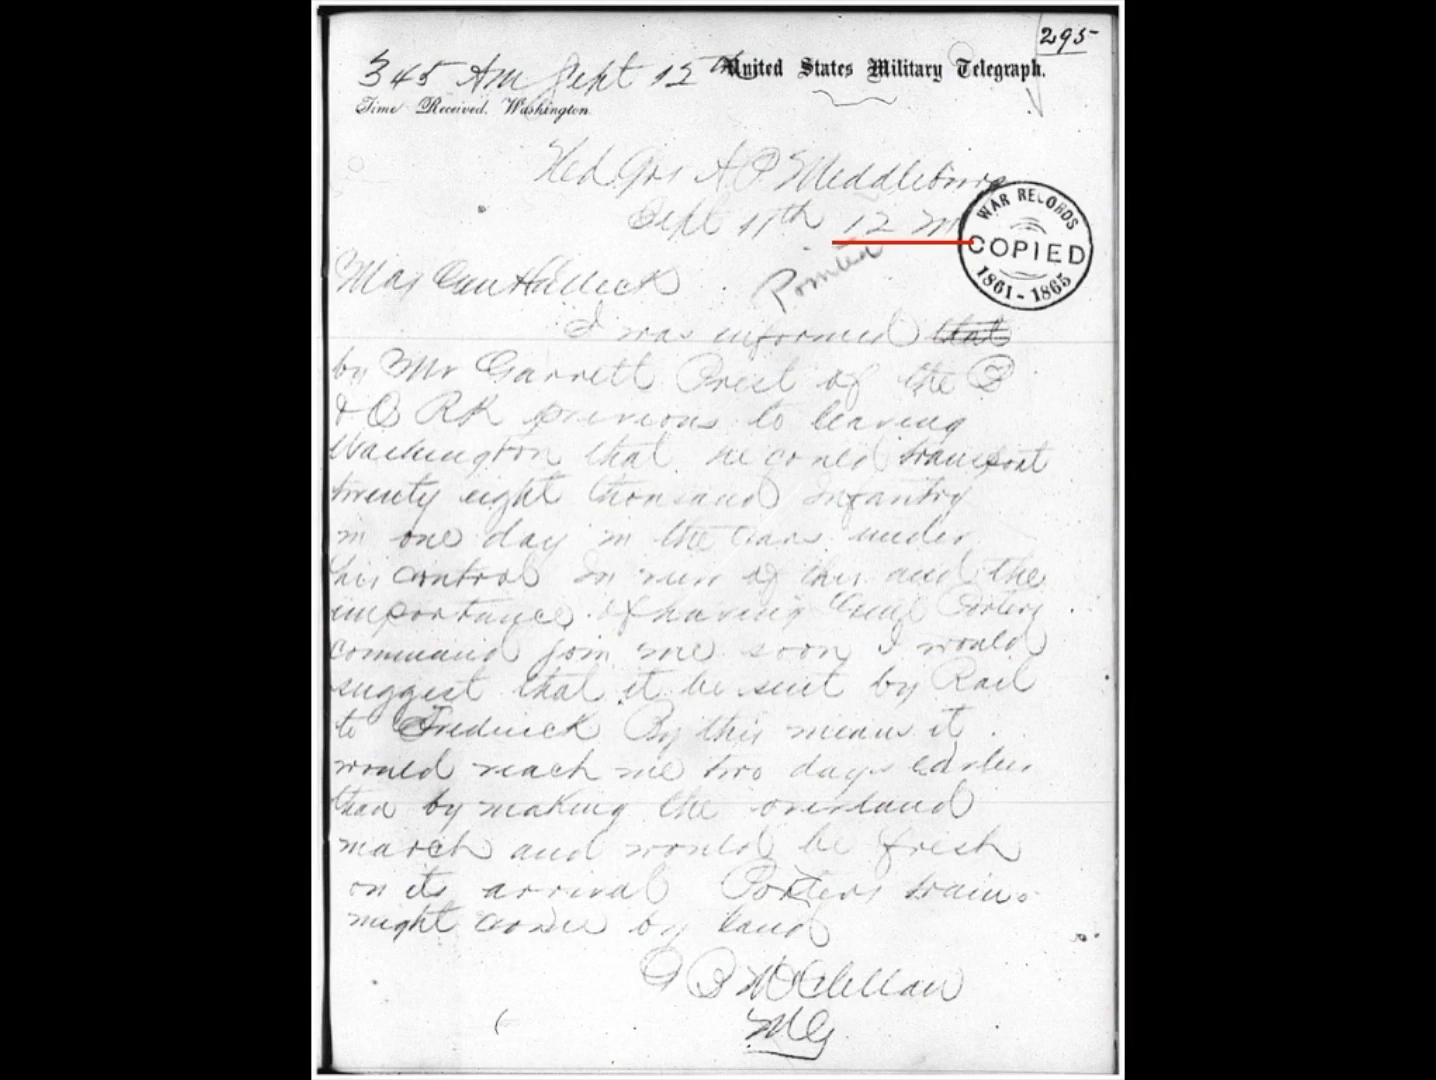 295
345 Am Sept 12th United States Military Telegraph.
Time Received. Washington
Hed Qrs A P Middleburg
Sept 11th 12 M
WAR RECORDS
COPIED
1861-1865
Maj Gen Halleck
I was informed that
by Mr Garrett Prest of the B
& O RR previous to leaving
Washington that he could transport
twenty eight thousand Infantry
in one day in the cars under
his control In view of this and the
importance of having Genl Porters
command join me soon I would
suggest that it be sent by Rail
to Frederick By this means it
would reach me two days earlier
than by making the overland
march and would be fresh
on its arrival Porters trains
might come by land
G B McClellan
MG